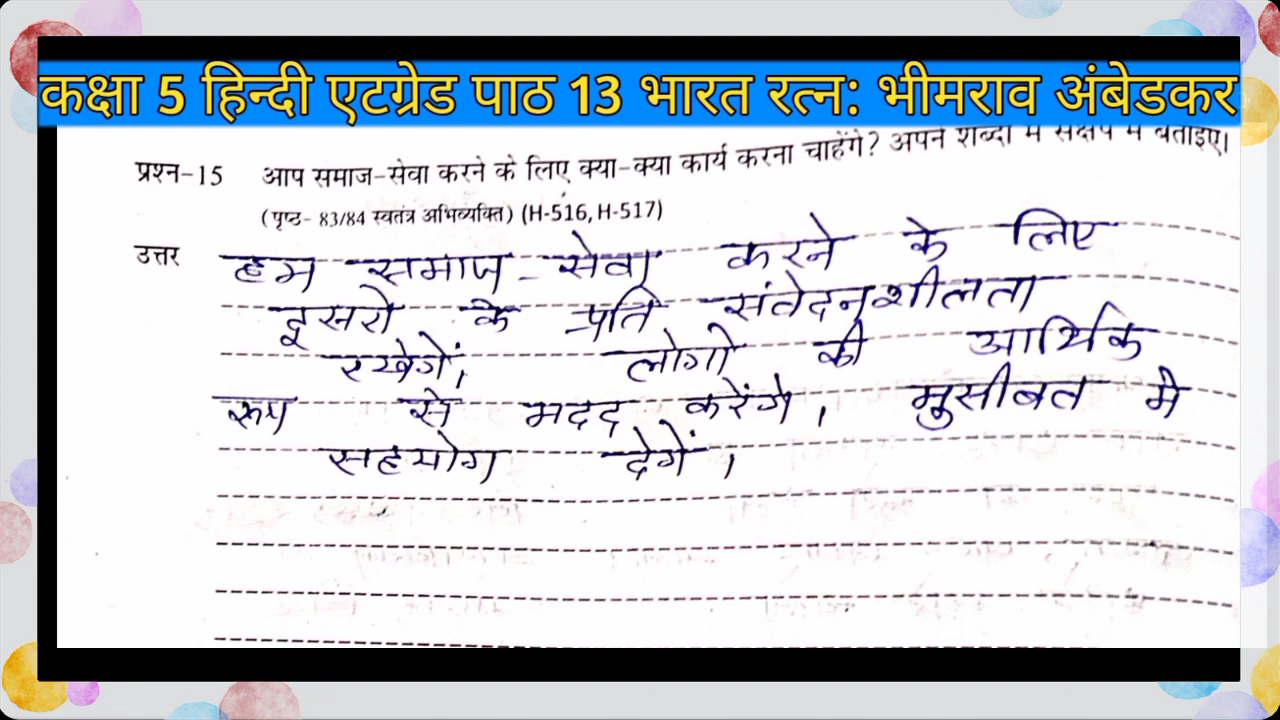 कक्षा 5 हिन्दी एटग्रेड पाठ 13 भारत रत्न: भीमराव अंबेडकर
प्रश्न-15 आप समाज-सेवा करने के लिए क्या-क्या कार्य करना चाहेंगे? अपने शब्दों में संक्षेप में बताइए।
(पृष्ठ- 83/84 स्वतंत्र अभिव्यक्ति) (H-516, H-517)
उत्तर हम समाज-सेवा करने के लिए
दूसरो के प्रति संवेदनशीलता
रखेगें। लोगो की आर्थिक
रूप से मदद करेंगे। मुसीबत मे
सहयोग देगें।